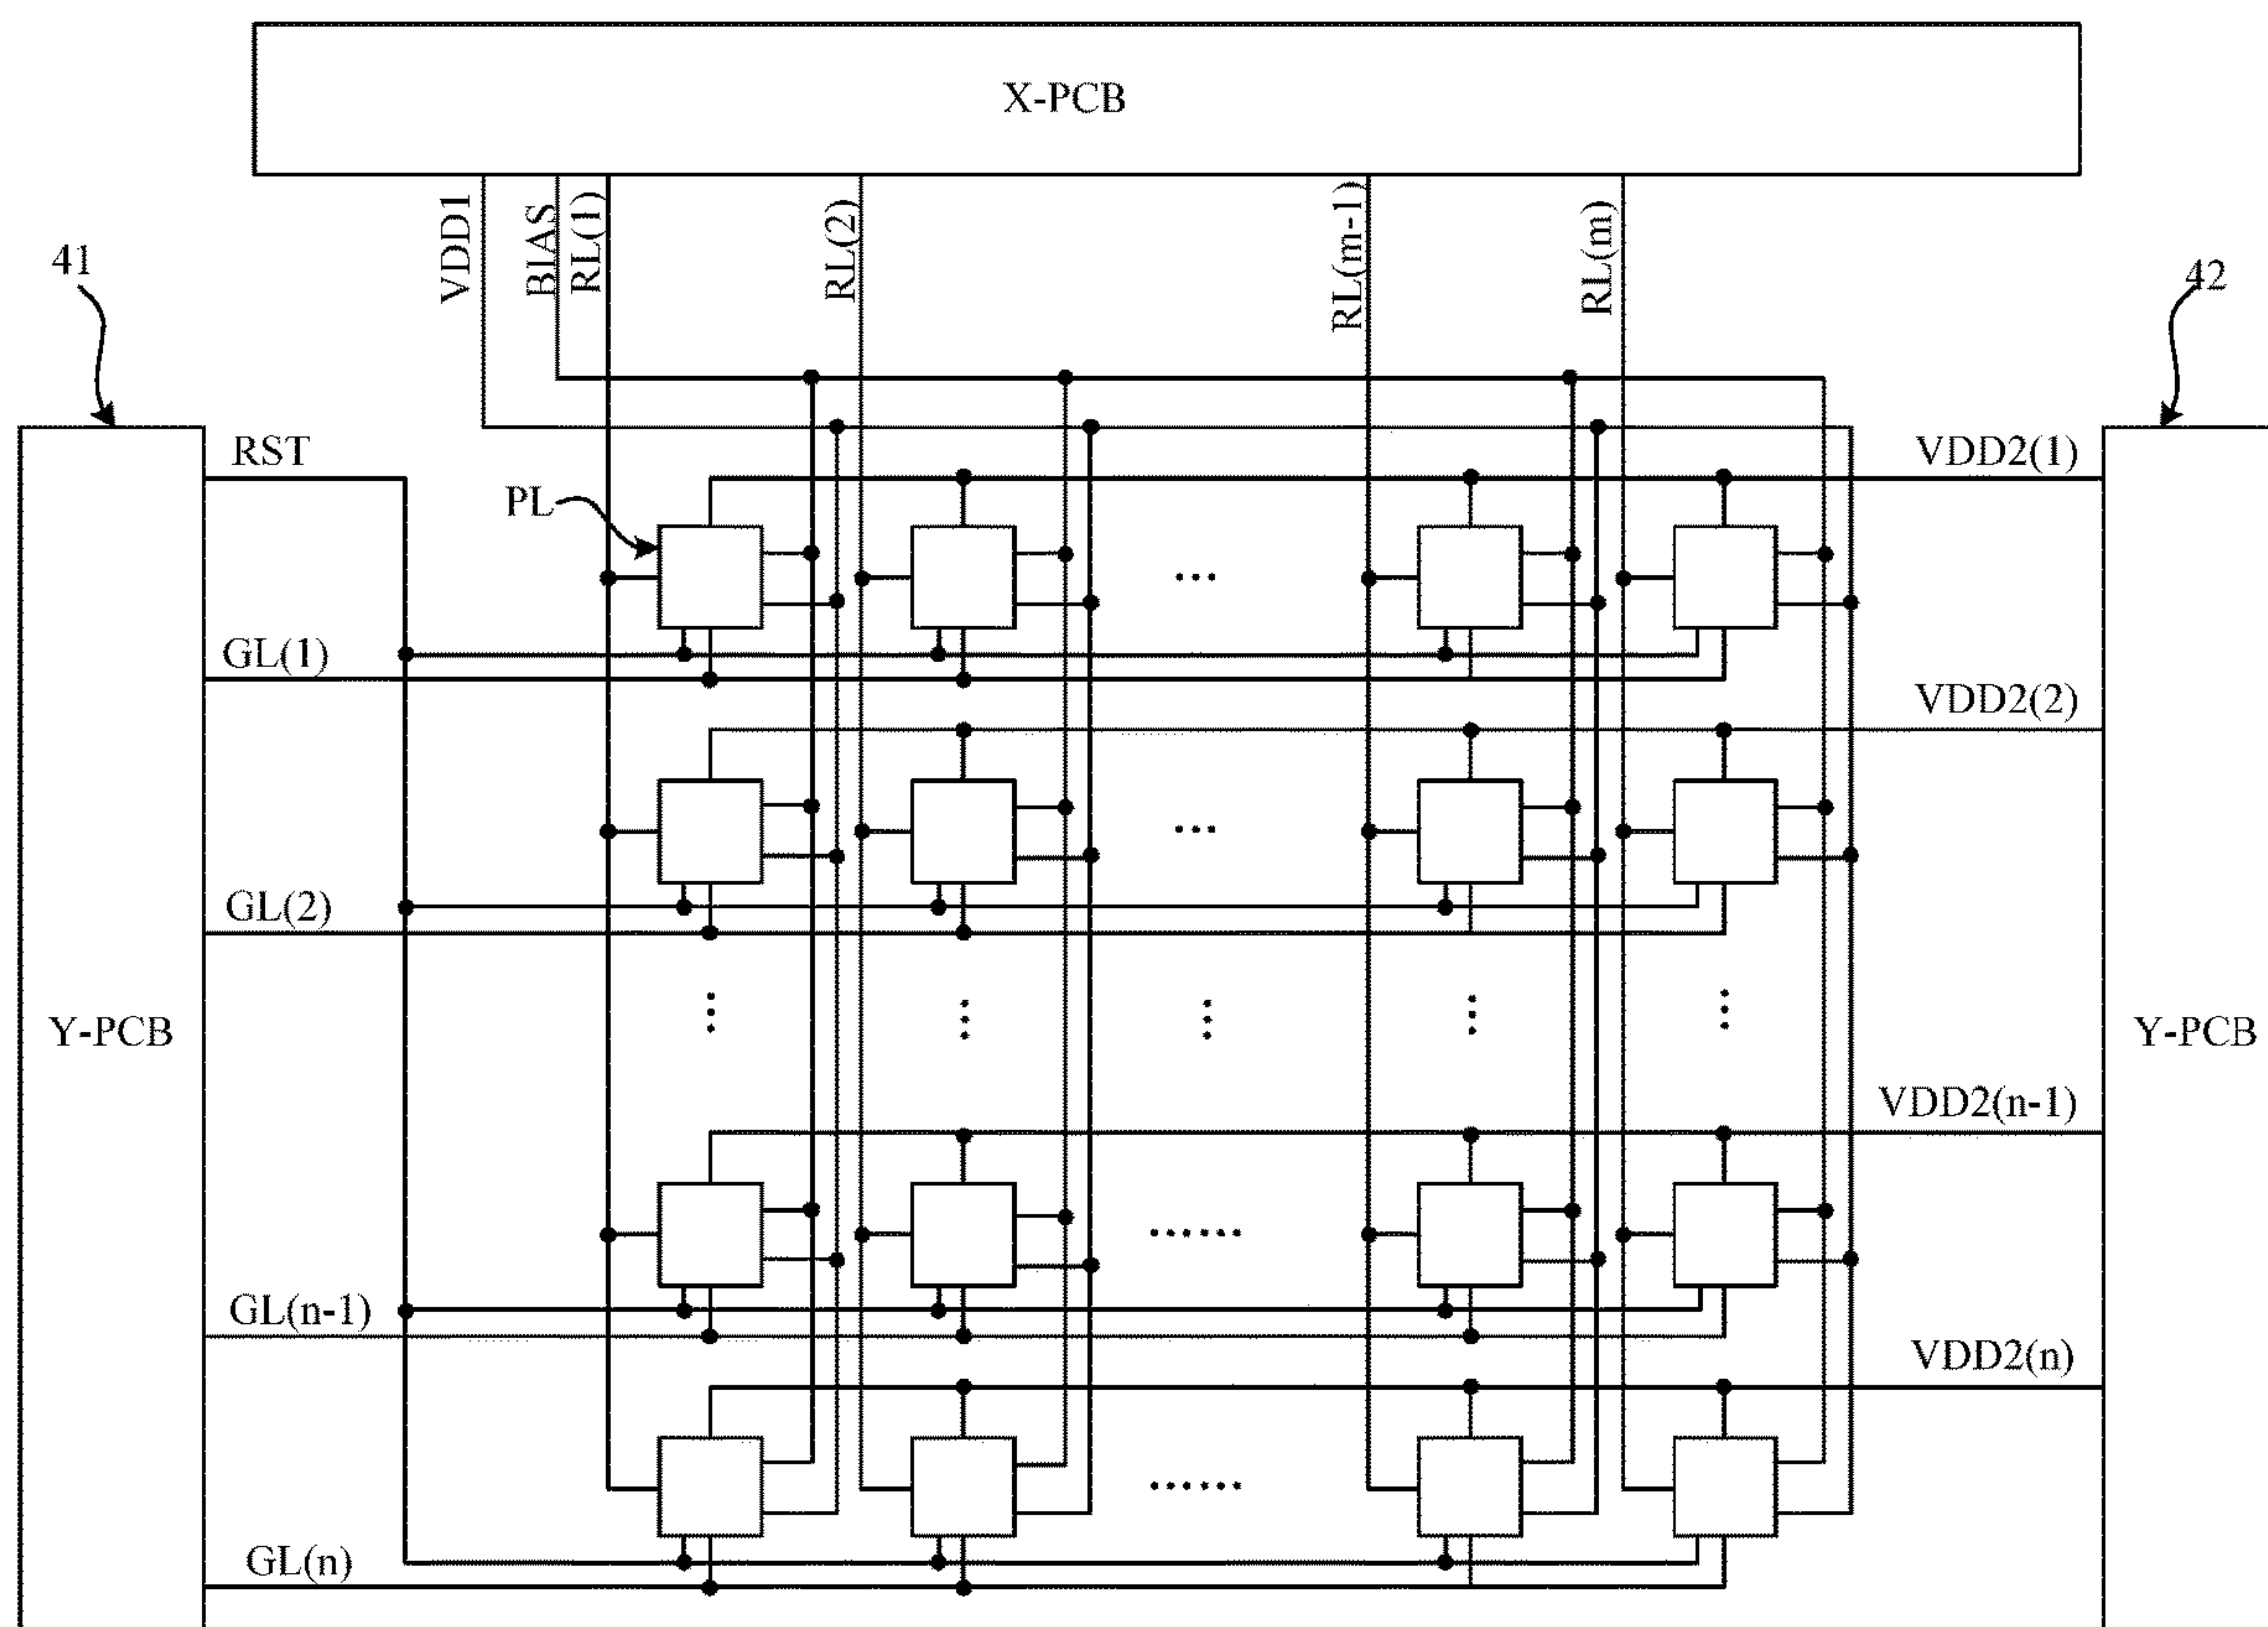 X-PCB
VDD1
BIAS
RL(1)
RL(2)
RL(m-1)
RL(m)
41
42
RST
VDD2(1)
PL
...
GL(1)
VDD2(2)
...
GL(2)
Y-PCB
Y-PCB
VDD2(n-1)
......
GL(n-1)
VDD2(n)
......
GL(n)